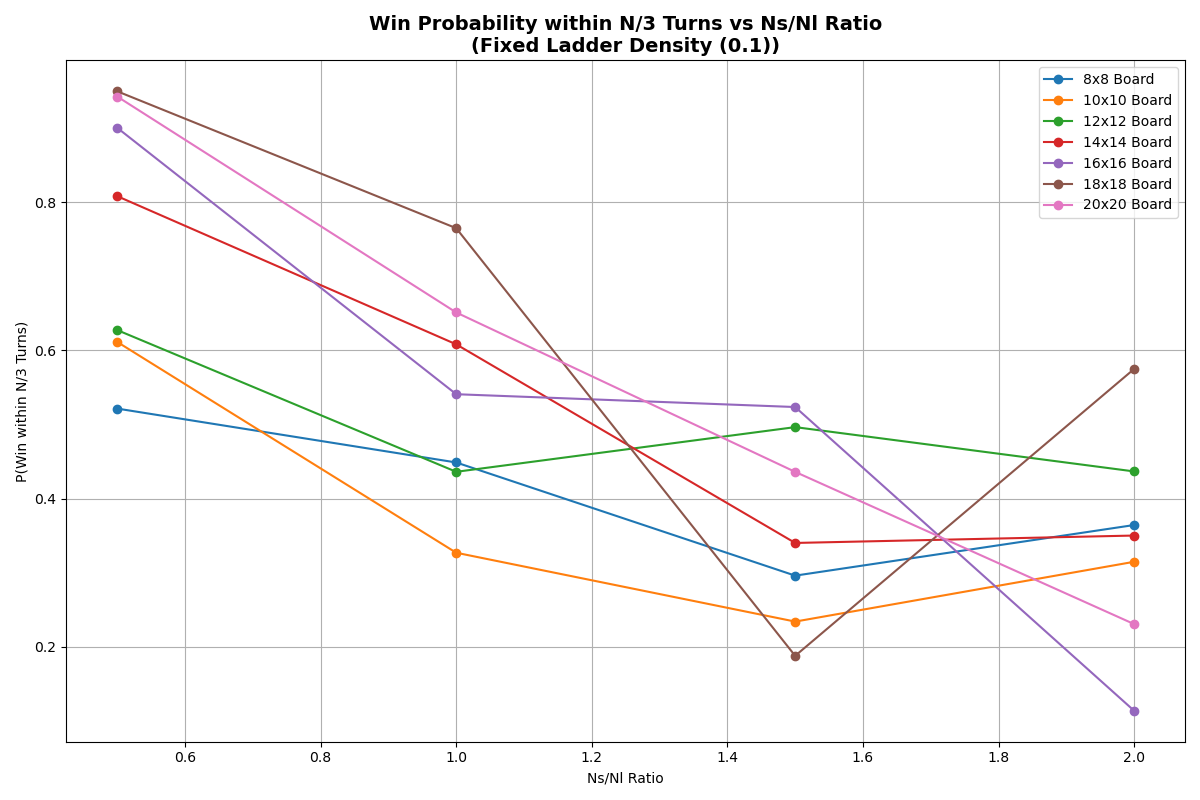 Win Probability within N/3 Turns vs Ns/Nl Ratio
(Fixed Ladder Density (0.1))
8x8 Board
10x10 Board
12x12 Board
14x14 Board
16x16 Board
18x18 Board
20x20 Board
P(Win within N/3 Turns)
0.8
0.6
0.4
0.2
0.6 0.8 1.0 1.2 1.4 1.6 1.8 2.0
Ns/Nl Ratio